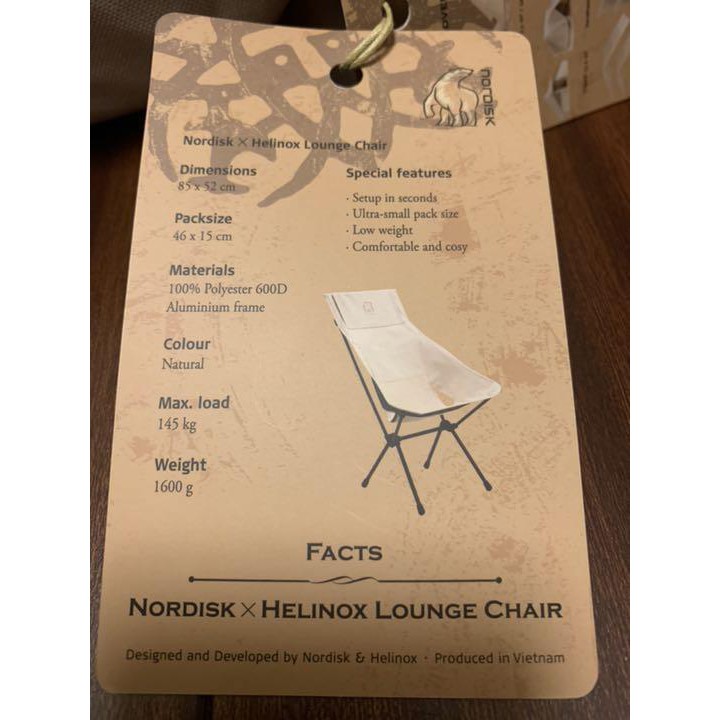 nordisk
Nordisk × Helinox Lounge Chair
Dimensions
85 x 52 cm
Packsize
46 x 15 cm
Materials
100% Polyester 600D
Aluminium frame
Colour
Natural
Max. load
145 kg
Weight
1600 g
Special features
· Setup in seconds
· Ultra-small pack size
· Low weight
· Comfortable and cosy
FACTS
NORDISK × HELINOX LOUNGE CHAIR
Designed and Developed by Nordisk & Helinox · Produced in Vietnam